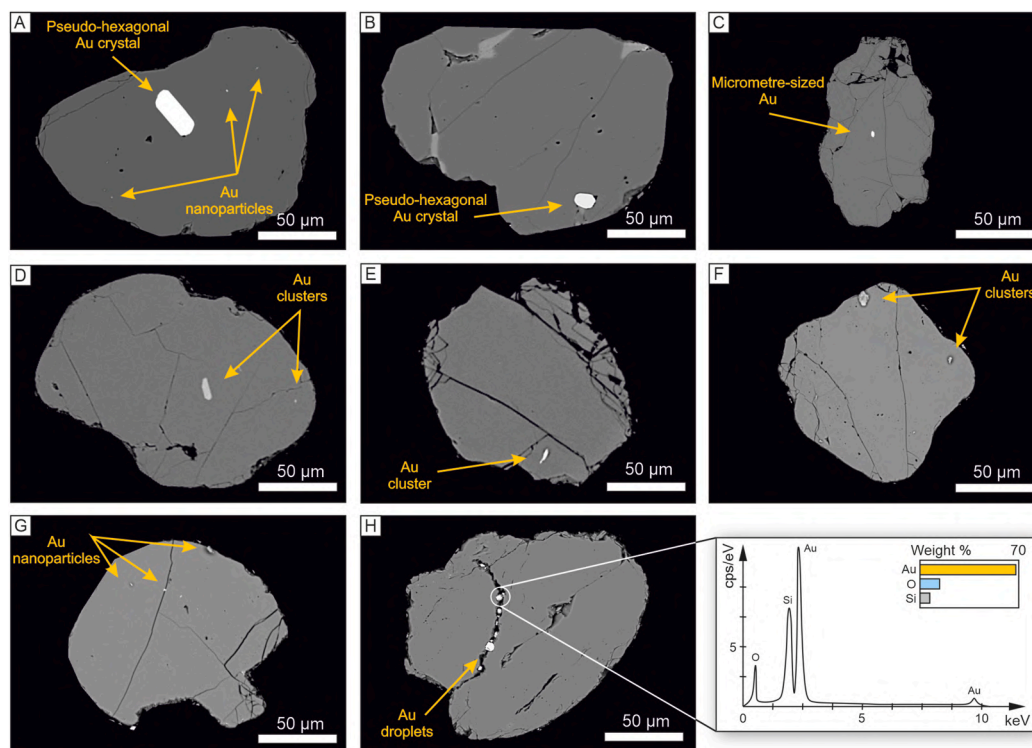 A
Pseudo-hexagonal
Au crystal
Au
nanoparticles
50 µm
B
Pseudo-hexagonal
Au crystal
50 µm
C
Micrometre-sized
Au
50 µm
D
Au
clusters
50 µm
E
Au
cluster
50 µm
F
Au
clusters
50 µm
G
Au
nanoparticles
50 µm
H
Au
droplets
50 µm
cps/eV
5
O
Si
Au
Au
Weight % 70
Au
O
Si
0 5 10 keV